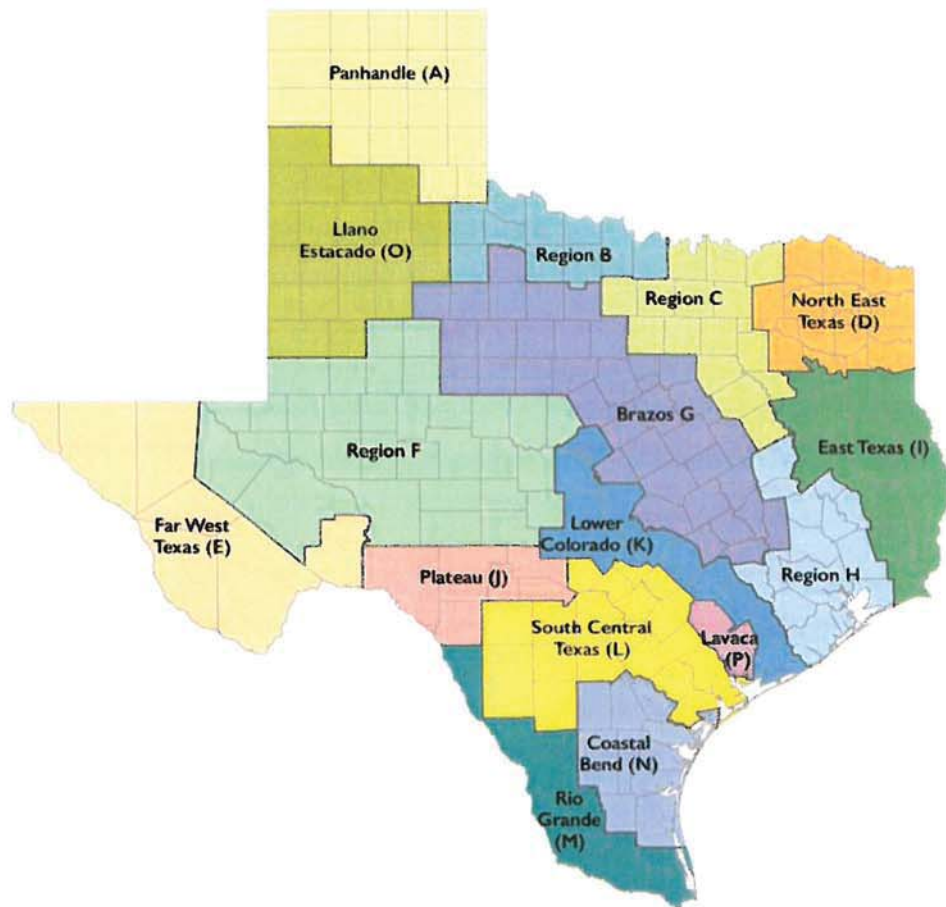 Panhandle (A)
Llano
Estacado (O)
Region B
Region C
North East
Texas (D)
Brazos G
East Texas (I)
Region F
Far West
Texas (E)
Lower
Colorado (K)
Plateau (J)
Region H
South Central
Texas (L)
Lavaca
(P)
Coastal
Bend (N)
Rio
Grande
(M)